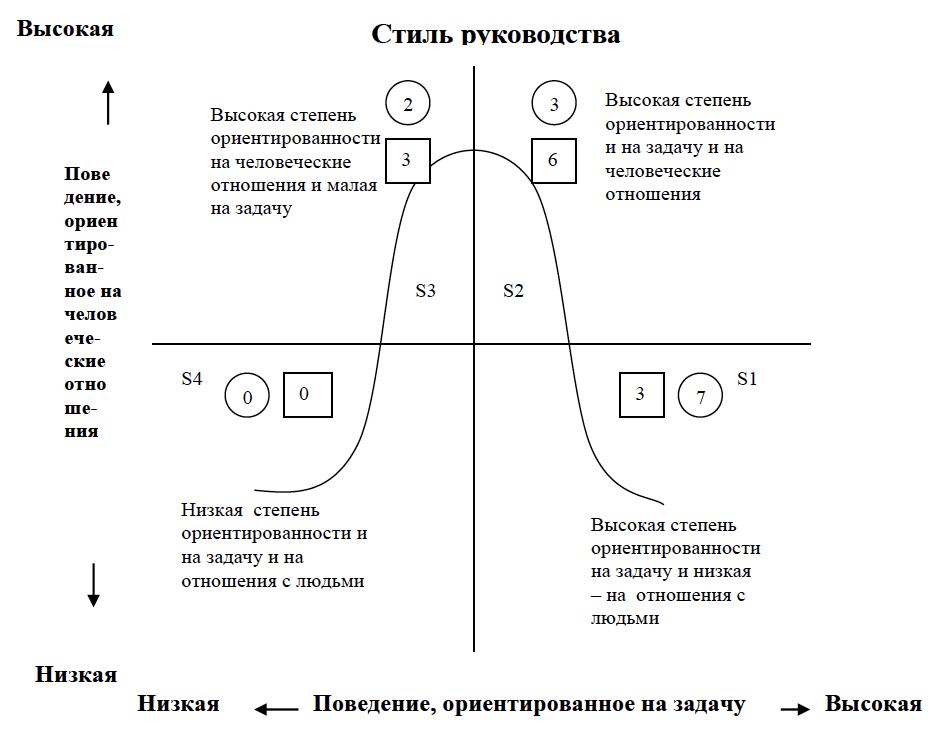 Высокая
Стиль руководства
2
3
Высокая степень
ориентированности
на человеческие
отношения и малая
на задачу
3
6
Высокая степень
ориентированности
и на задачу и на
человеческие
отношения
Пове
дение,
ориен
тиро-
ван-
ное на
челов
ече-
ские
отно
ше-
ния
S3
S2
S4
0
0
3
7
S1
Низкая степень
ориентированности и
на задачу и на
отношения с людьми
Высокая степень
ориентированности
на задачу и низкая
– на отношения с
людьми
Низкая
Низкая
Поведение, ориентированное на задачу
Высокая